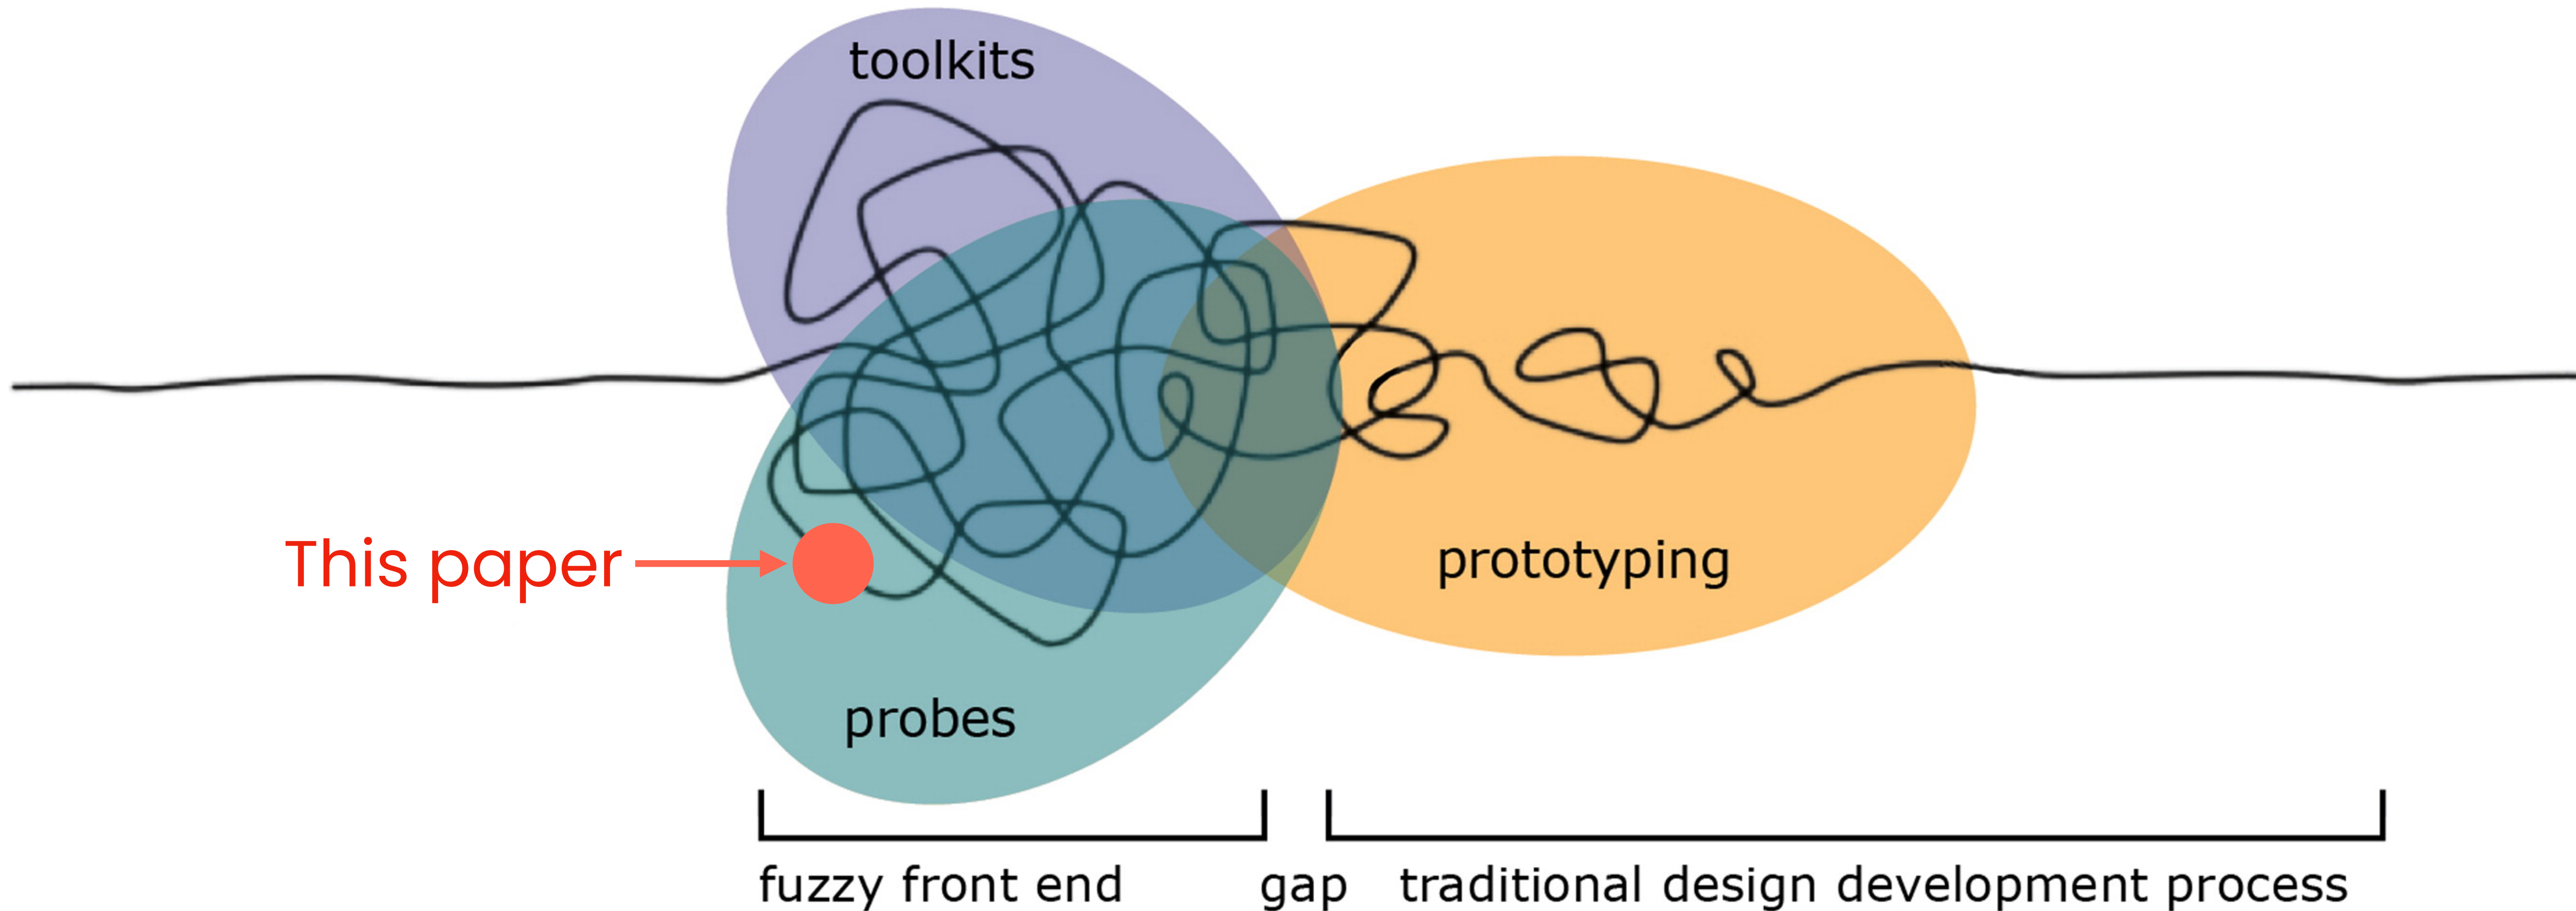 toolkits
This paper
prototyping
probes
fuzzy front end
gap
traditional design development process